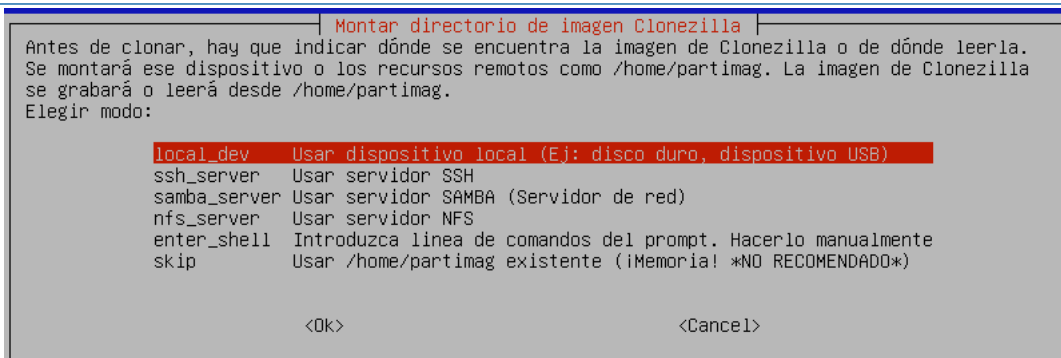 Montar directorio de imagen Clonezilla
Antes de clonar, hay que indicar dónde se encuentra la imagen de Clonezilla o de dónde leerla.
Se montará ese dispositivo o los recursos remotos como /home/partimag. La imagen de Clonezilla
se grabará o leerá desde /home/partimag.
Elegir modo:
local_dev Usar dispositivo local (Ej: disco duro, dispositivo USB)
ssh_server Usar servidor SSH
samba_server Usar servidor SAMBA (Servidor de red)
nfs_server Usar servidor NFS
enter_shell Introduzca linea de comandos del prompt. Hacerlo manualmente
skip Usar /home/partimag existente (¡Memoria! *NO RECOMENDADO*)
<Ok> <Cancel>